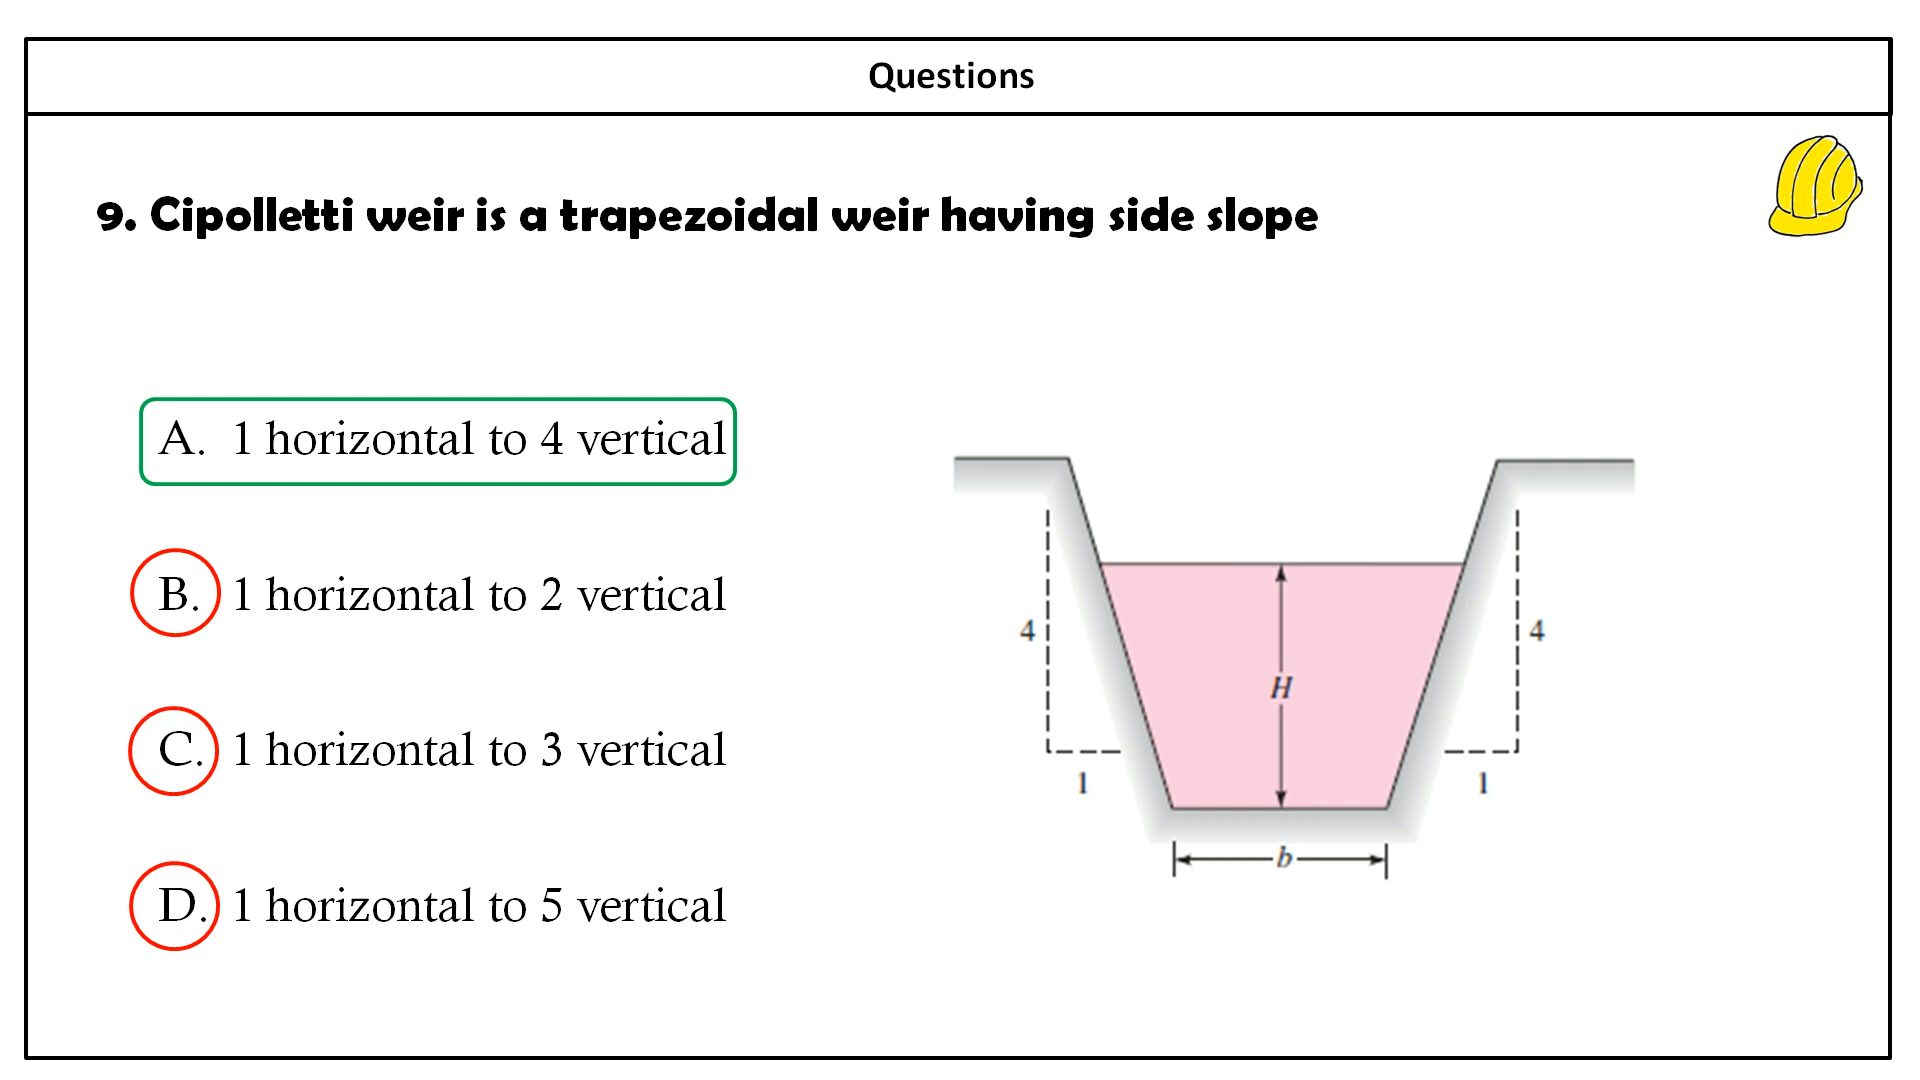 Questions
9. Cipolletti weir is a trapezoidal weir having side slope
A. 1 horizontal to 4 vertical
B. 1 horizontal to 2 vertical
C. 1 horizontal to 3 vertical
D. 1 horizontal to 5 vertical
4
4
H
1
1
b